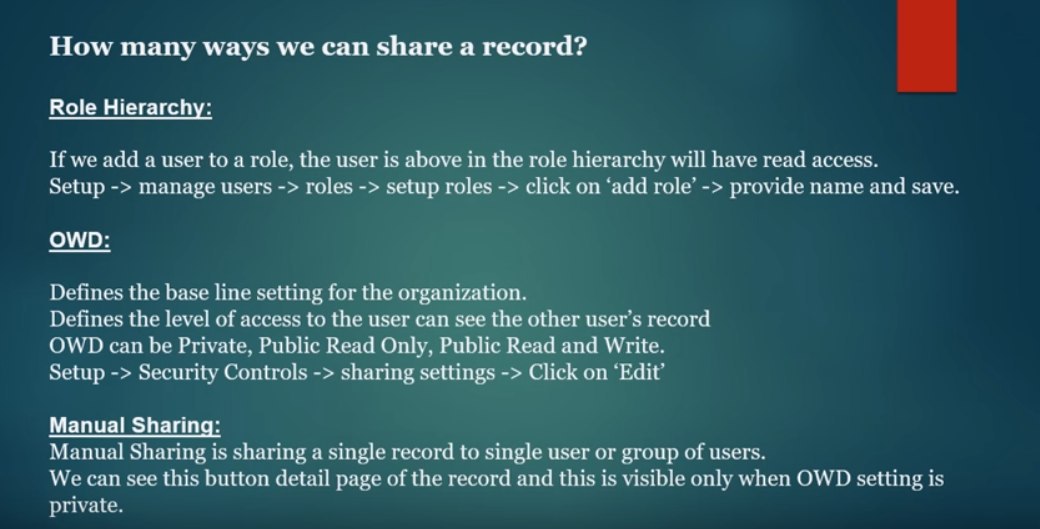 How many ways we can share a record?
Role Hierarchy:
If we add a user to a role, the user is above in the role hierarchy will have read access.
Setup -> manage users -> roles -> setup roles -> click on ‘add role’ -> provide name and save.
OWD:
Defines the base line setting for the organization.
Defines the level of access to the user can see the other user’s record
OWD can be Private, Public Read Only, Public Read and Write.
Setup -> Security Controls -> sharing settings -> Click on ‘Edit’
Manual Sharing:
Manual Sharing is sharing a single record to single user or group of users.
We can see this button detail page of the record and this is visible only when OWD setting is
private.